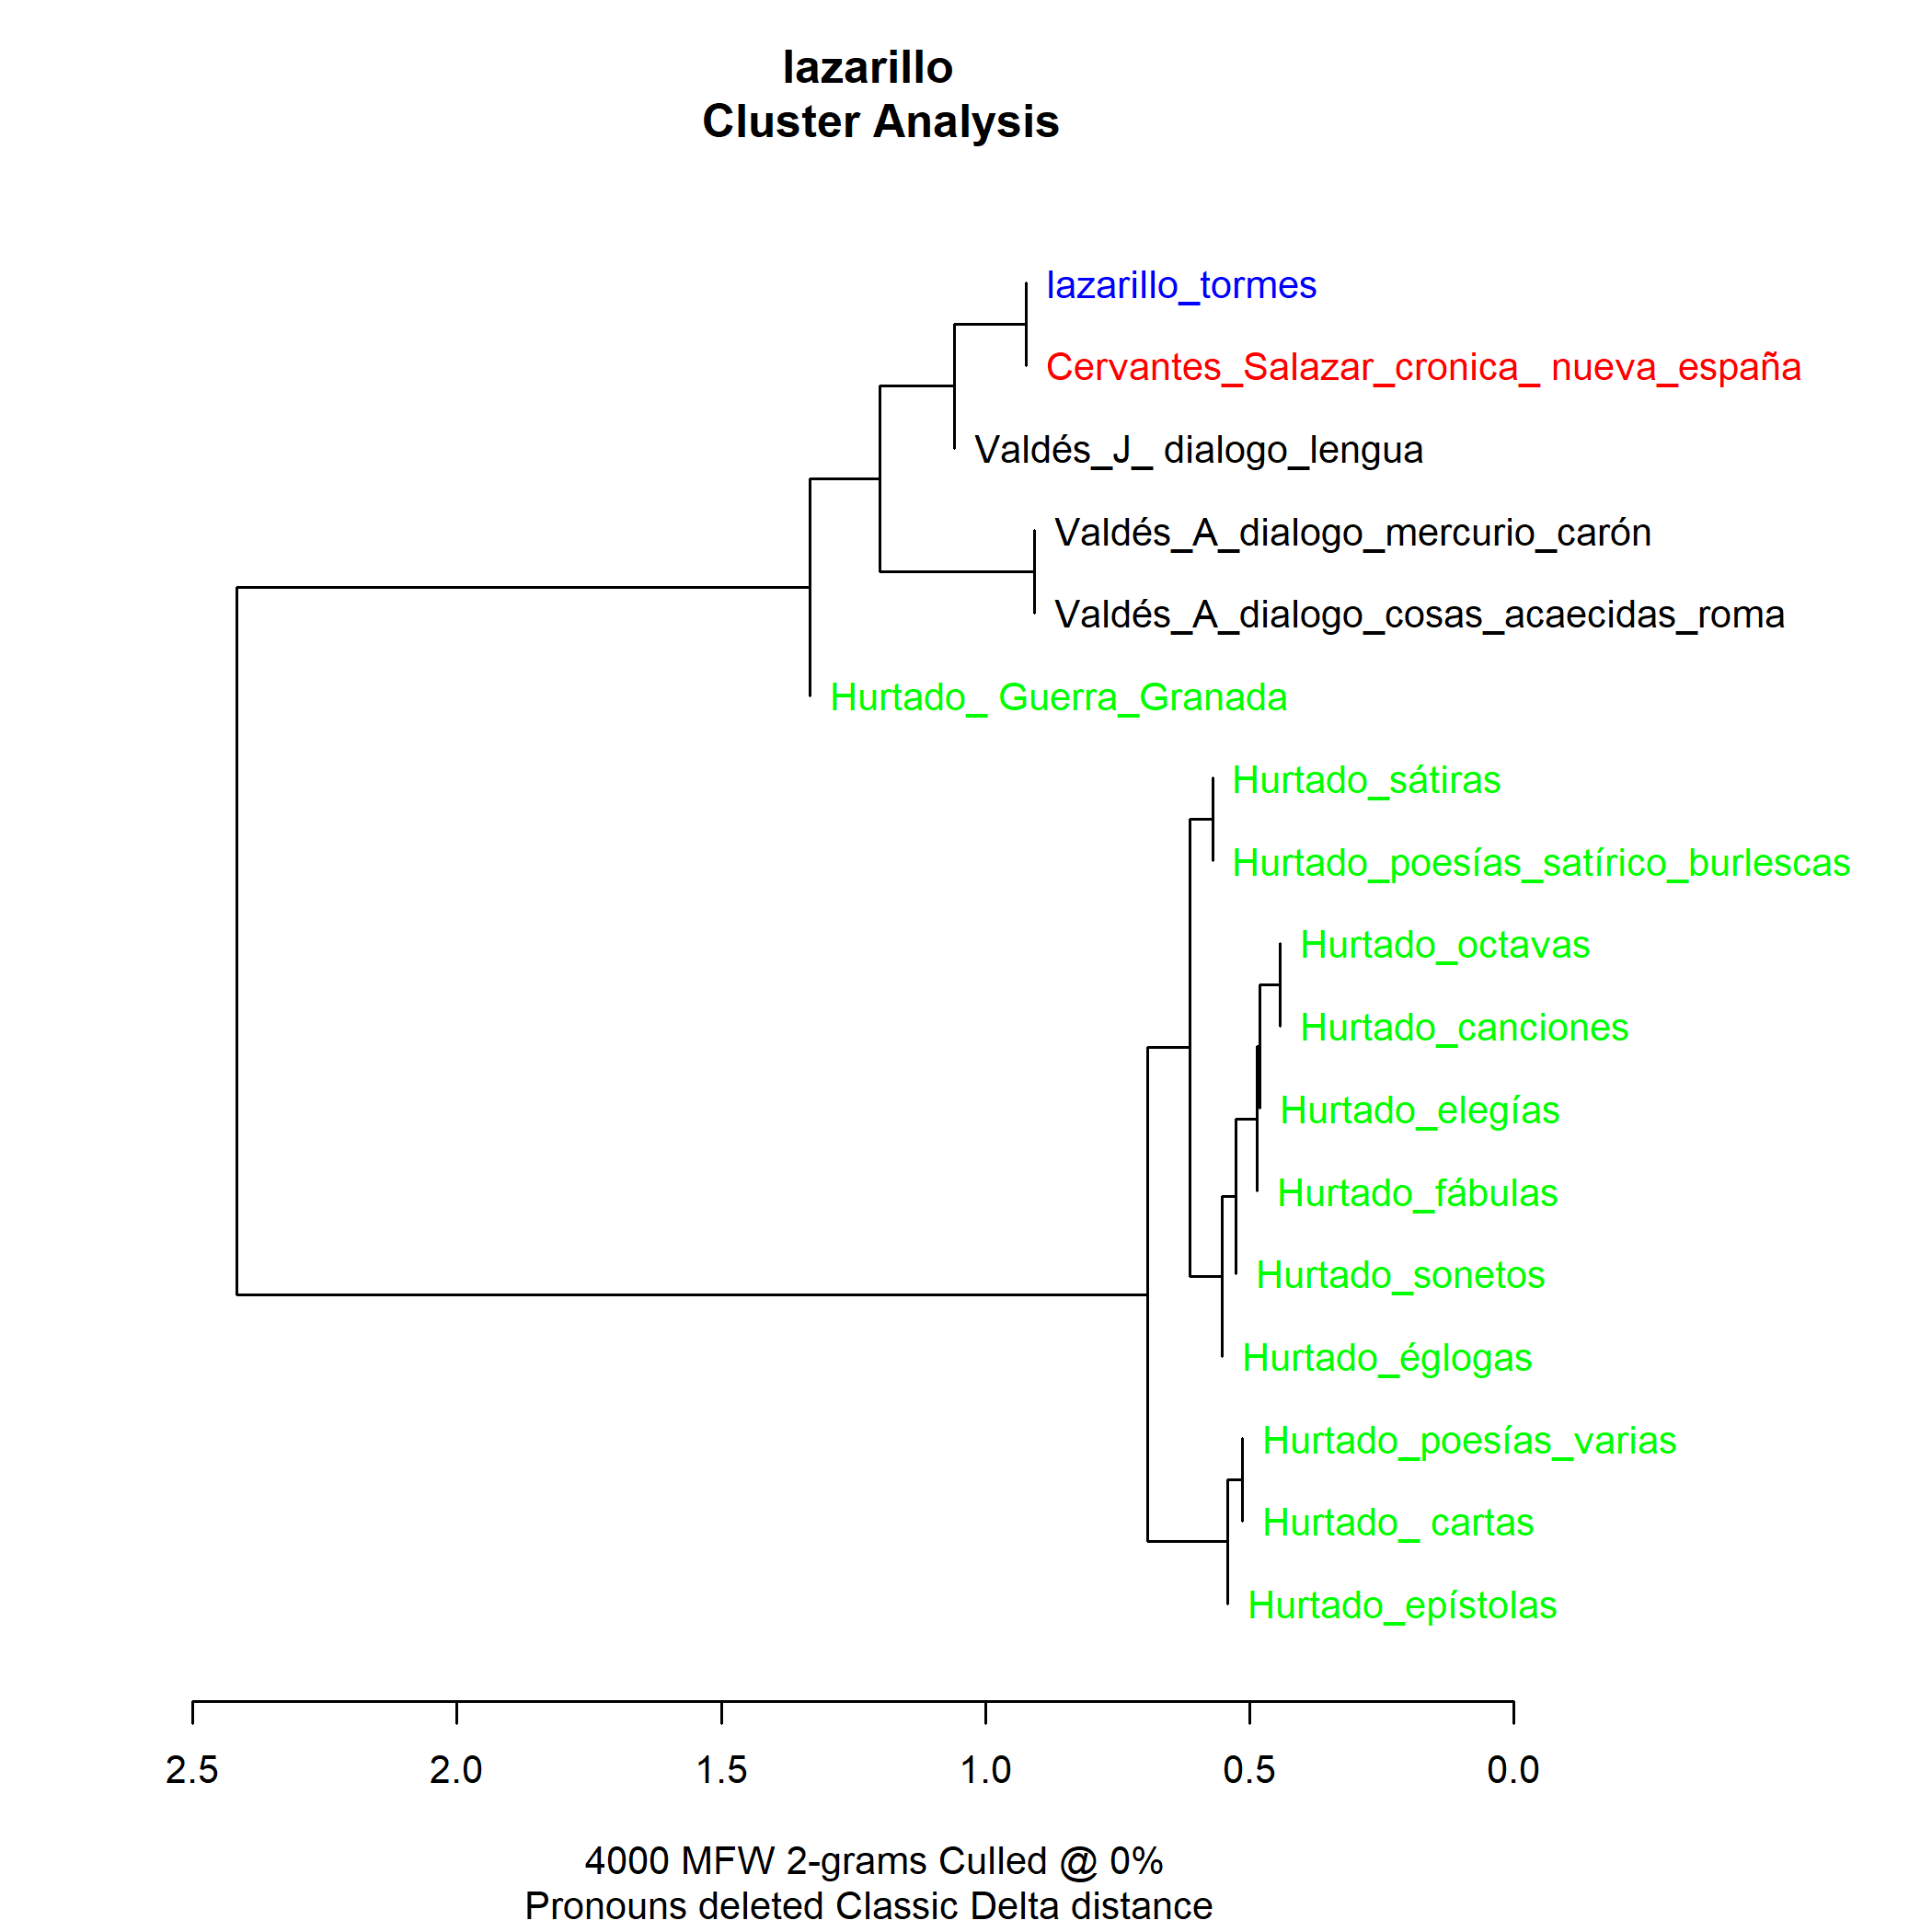 lazarillo
Cluster Analysis
lazarillo_tormes
Cervantes_Salazar_cronica_ nueva_españa
Valdés_J_ dialogo_lengua
Valdés_A_dialogo_mercurio_carón
Valdés_A_dialogo_cosas_acaecidas_roma
Hurtado_ Guerra_Granada
Hurtado_sátiras
Hurtado_poesías_satírico_burlescas
Hurtado_octavas
Hurtado_canciones
Hurtado_elegías
Hurtado_fábulas
Hurtado_sonetos
Hurtado_églogas
Hurtado_poesías_varias
Hurtado_ cartas
Hurtado_epístolas
2.5 2.0 1.5 1.0 0.5 0.0
4000 MFW 2-grams Culled @ 0%
Pronouns deleted Classic Delta distance